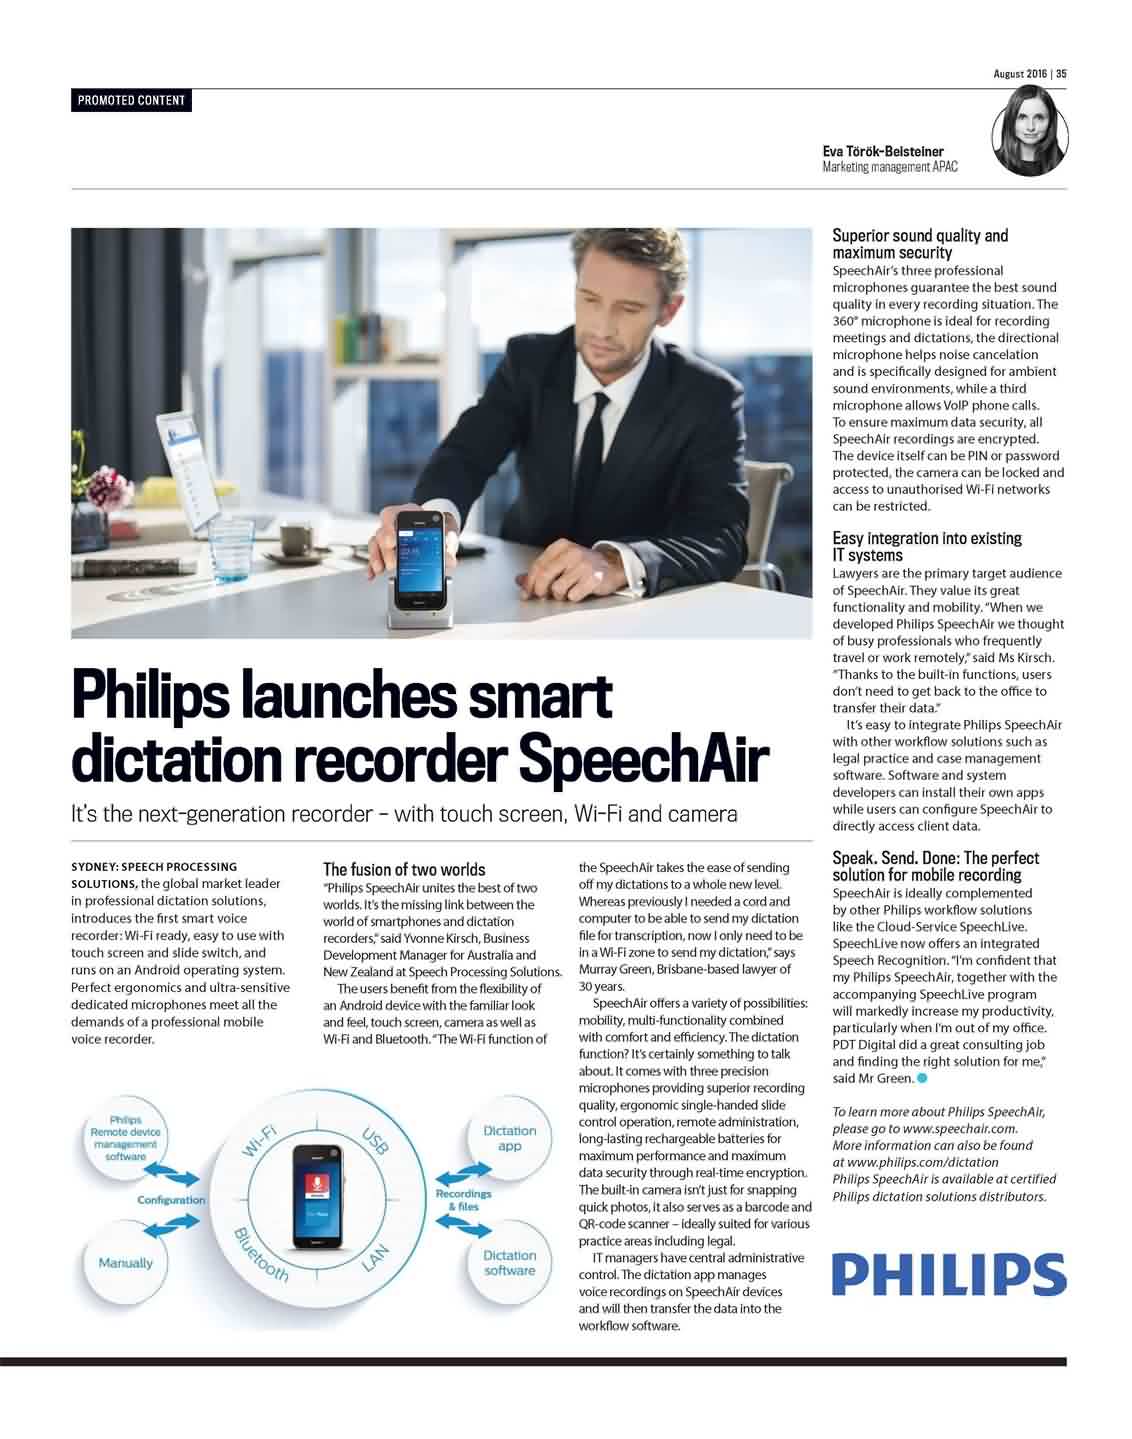 August 2016 | 35
PROMOTED CONTENT
Eva Török-Beisteiner
Marketing management APAC
Philips launches smart
dictation recorder SpeechAir
It's the next-generation recorder – with touch screen, Wi-Fi and camera
SYDNEY: SPEECH PROCESSING
SOLUTIONS, the global market leader
in professional dictation solutions,
introduces the first smart voice
recorder: Wi-Fi ready, easy to use with
touch screen and slide switch, and
runs on an Android operating system.
Perfect ergonomics and ultra-sensitive
dedicated microphones meet all the
demands of a professional mobile
voice recorder.
The fusion of two worlds
"Philips SpeechAir unites the best of two
worlds. It's the missing link between the
world of smartphones and dictation
recorders," said Yvonne Kirsch, Business
Development Manager for Australia and
New Zealand at Speech Processing Solutions.
The users benefit from the flexibility of
an Android device with the familiar look
and feel, touch screen, camera as well as
Wi-Fi and Bluetooth. "The Wi-Fi function of
the SpeechAir takes the ease of sending
off my dictations to a whole new level.
Whereas previously I needed a cord and
computer to be able to send my dictation
file for transcription, now I only need to be
in a Wi-Fi zone to send my dictation," says
Murray Green, Brisbane-based lawyer of
30 years.
SpeechAir offers a variety of possibilities:
mobility, multi-functionality combined
with comfort and efficiency. The dictation
function? It's certainly something to talk
about. It comes with three precision
microphones providing superior recording
quality, ergonomic single-handed slide
control operation, remote administration,
long-lasting rechargeable batteries for
maximum performance and maximum
data security through real-time encryption.
The built-in camera isn't just for snapping
quick photos, it also serves as a barcode and
QR-code scanner – ideally suited for various
practice areas including legal.
IT managers have central administrative
control. The dictation app manages
voice recordings on SpeechAir devices
and will then transfer the data into the
workflow software.
Philips
Remote device
management
software
Configuration
Manually
Wi-Fi
USB
Bluetooth
LAN
Dictation
app
Recordings
& files
Dictation
software
Superior sound quality and
maximum security
SpeechAir's three professional
microphones guarantee the best sound
quality in every recording situation. The
360° microphone is ideal for recording
meetings and dictations, the directional
microphone helps noise cancelation
and is specifically designed for ambient
sound environments, while a third
microphone allows VoIP phone calls.
To ensure maximum data security, all
SpeechAir recordings are encrypted.
The device itself can be PIN or password
protected, the camera can be locked and
access to unauthorised Wi-Fi networks
can be restricted.
Easy integration into existing
IT systems
Lawyers are the primary target audience
of SpeechAir. They value its great
functionality and mobility. "When we
developed Philips SpeechAir we thought
of busy professionals who frequently
travel or work remotely," said Ms Kirsch.
"Thanks to the built-in functions, users
don't need to get back to the office to
transfer their data."
It's easy to integrate Philips SpeechAir
with other workflow solutions such as
legal practice and case management
software. Software and system
developers can install their own apps
while users can configure SpeechAir to
directly access client data.
Speak. Send. Done: The perfect
solution for mobile recording
SpeechAir is ideally complemented
by other Philips workflow solutions
like the Cloud-Service SpeechLive.
SpeechLive now offers an integrated
Speech Recognition. "I'm confident that
my Philips SpeechAir, together with the
accompanying SpeechLive program
will markedly increase my productivity,
particularly when I'm out of my office.
PDT Digital did a great consulting job
and finding the right solution for me,"
said Mr Green.
To learn more about Philips SpeechAir,
please go to www.speechair.com.
More information can also be found
at www.philips.com/dictation
Philips SpeechAir is available at certified
Philips dictation solutions distributors.
PHILIPS